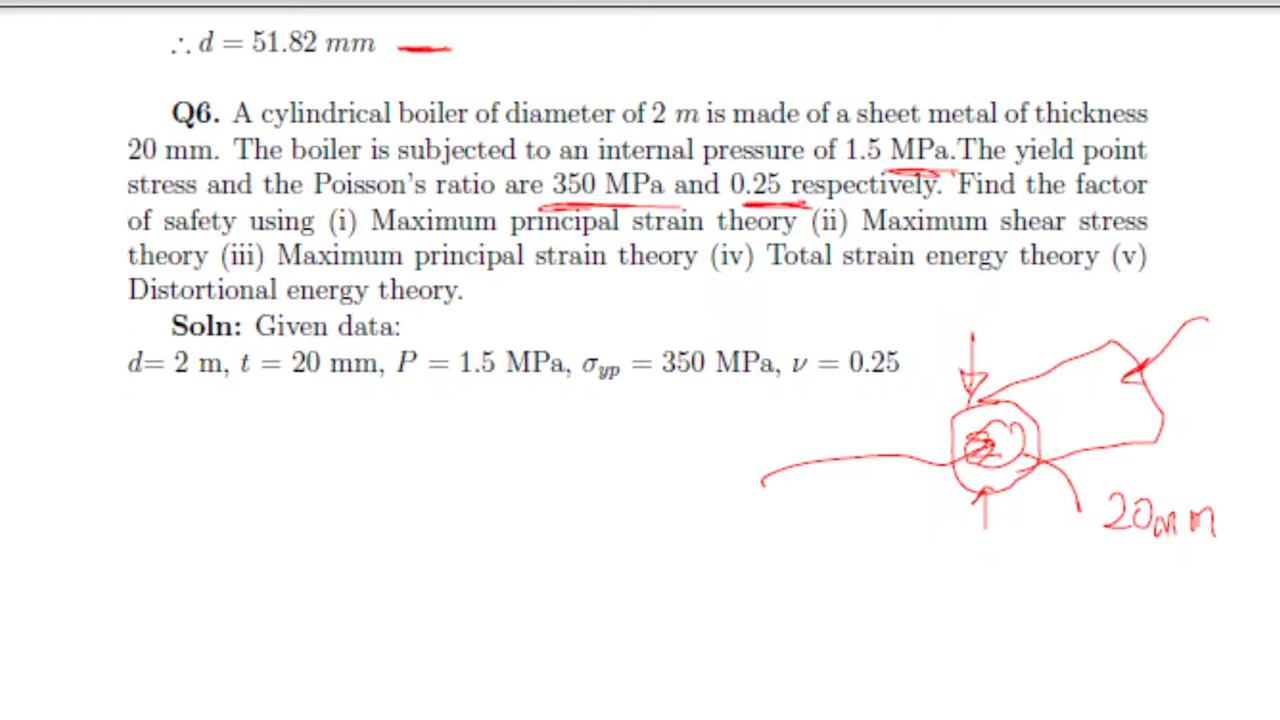 ∴ d = 51.82 mm
Q6. A cylindrical boiler of diameter of 2 m is made of a sheet metal of thickness
20 mm. The boiler is subjected to an internal pressure of 1.5 MPa.The yield point
stress and the Poisson's ratio are 350 MPa and 0.25 respectively. Find the factor
of safety using (i) Maximum principal strain theory (ii) Maximum shear stress
theory (iii) Maximum principal strain theory (iv) Total strain energy theory (v)
Distortional energy theory.
Soln: Given data:
d= 2 m, t = 20 mm, P = 1.5 MPa, σyp = 350 MPa, ν = 0.25
20mm